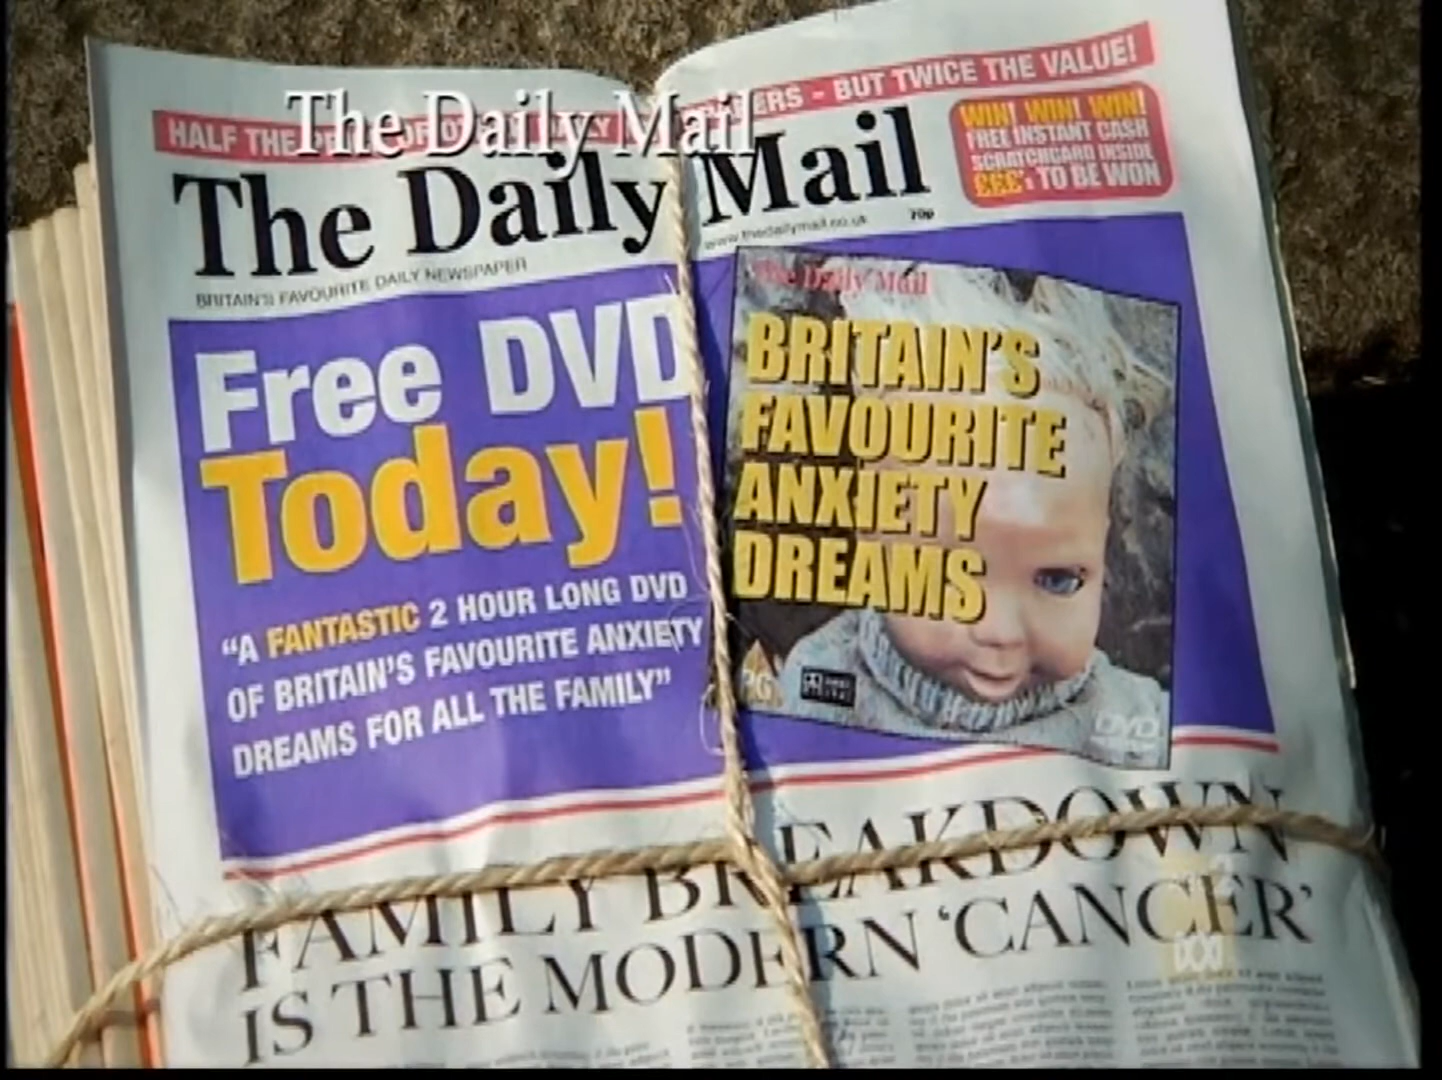 The Daily Mail
HALF THE
ERS - BUT TWICE THE VALUE!
WIN! WIN! WIN!
FREE INSTANT CASH
SCRATCHCARD INSIDE
£££'s TO BE WON
The Daily Mail
BRITAIN'S FAVOURITE DAILY NEWSPAPER
www.thedailymail.co.uk
70p
Free DVD
Today!
"A FANTASTIC 2 HOUR LONG DVD
OF BRITAIN'S FAVOURITE ANXIETY
DREAMS FOR ALL THE FAMILY"
The Daily Mail
BRITAIN'S
FAVOURITE
ANXIETY
DREAMS
PG
DVD
FAMILY BREAKDOWN
IS THE MODERN 'CANCER'